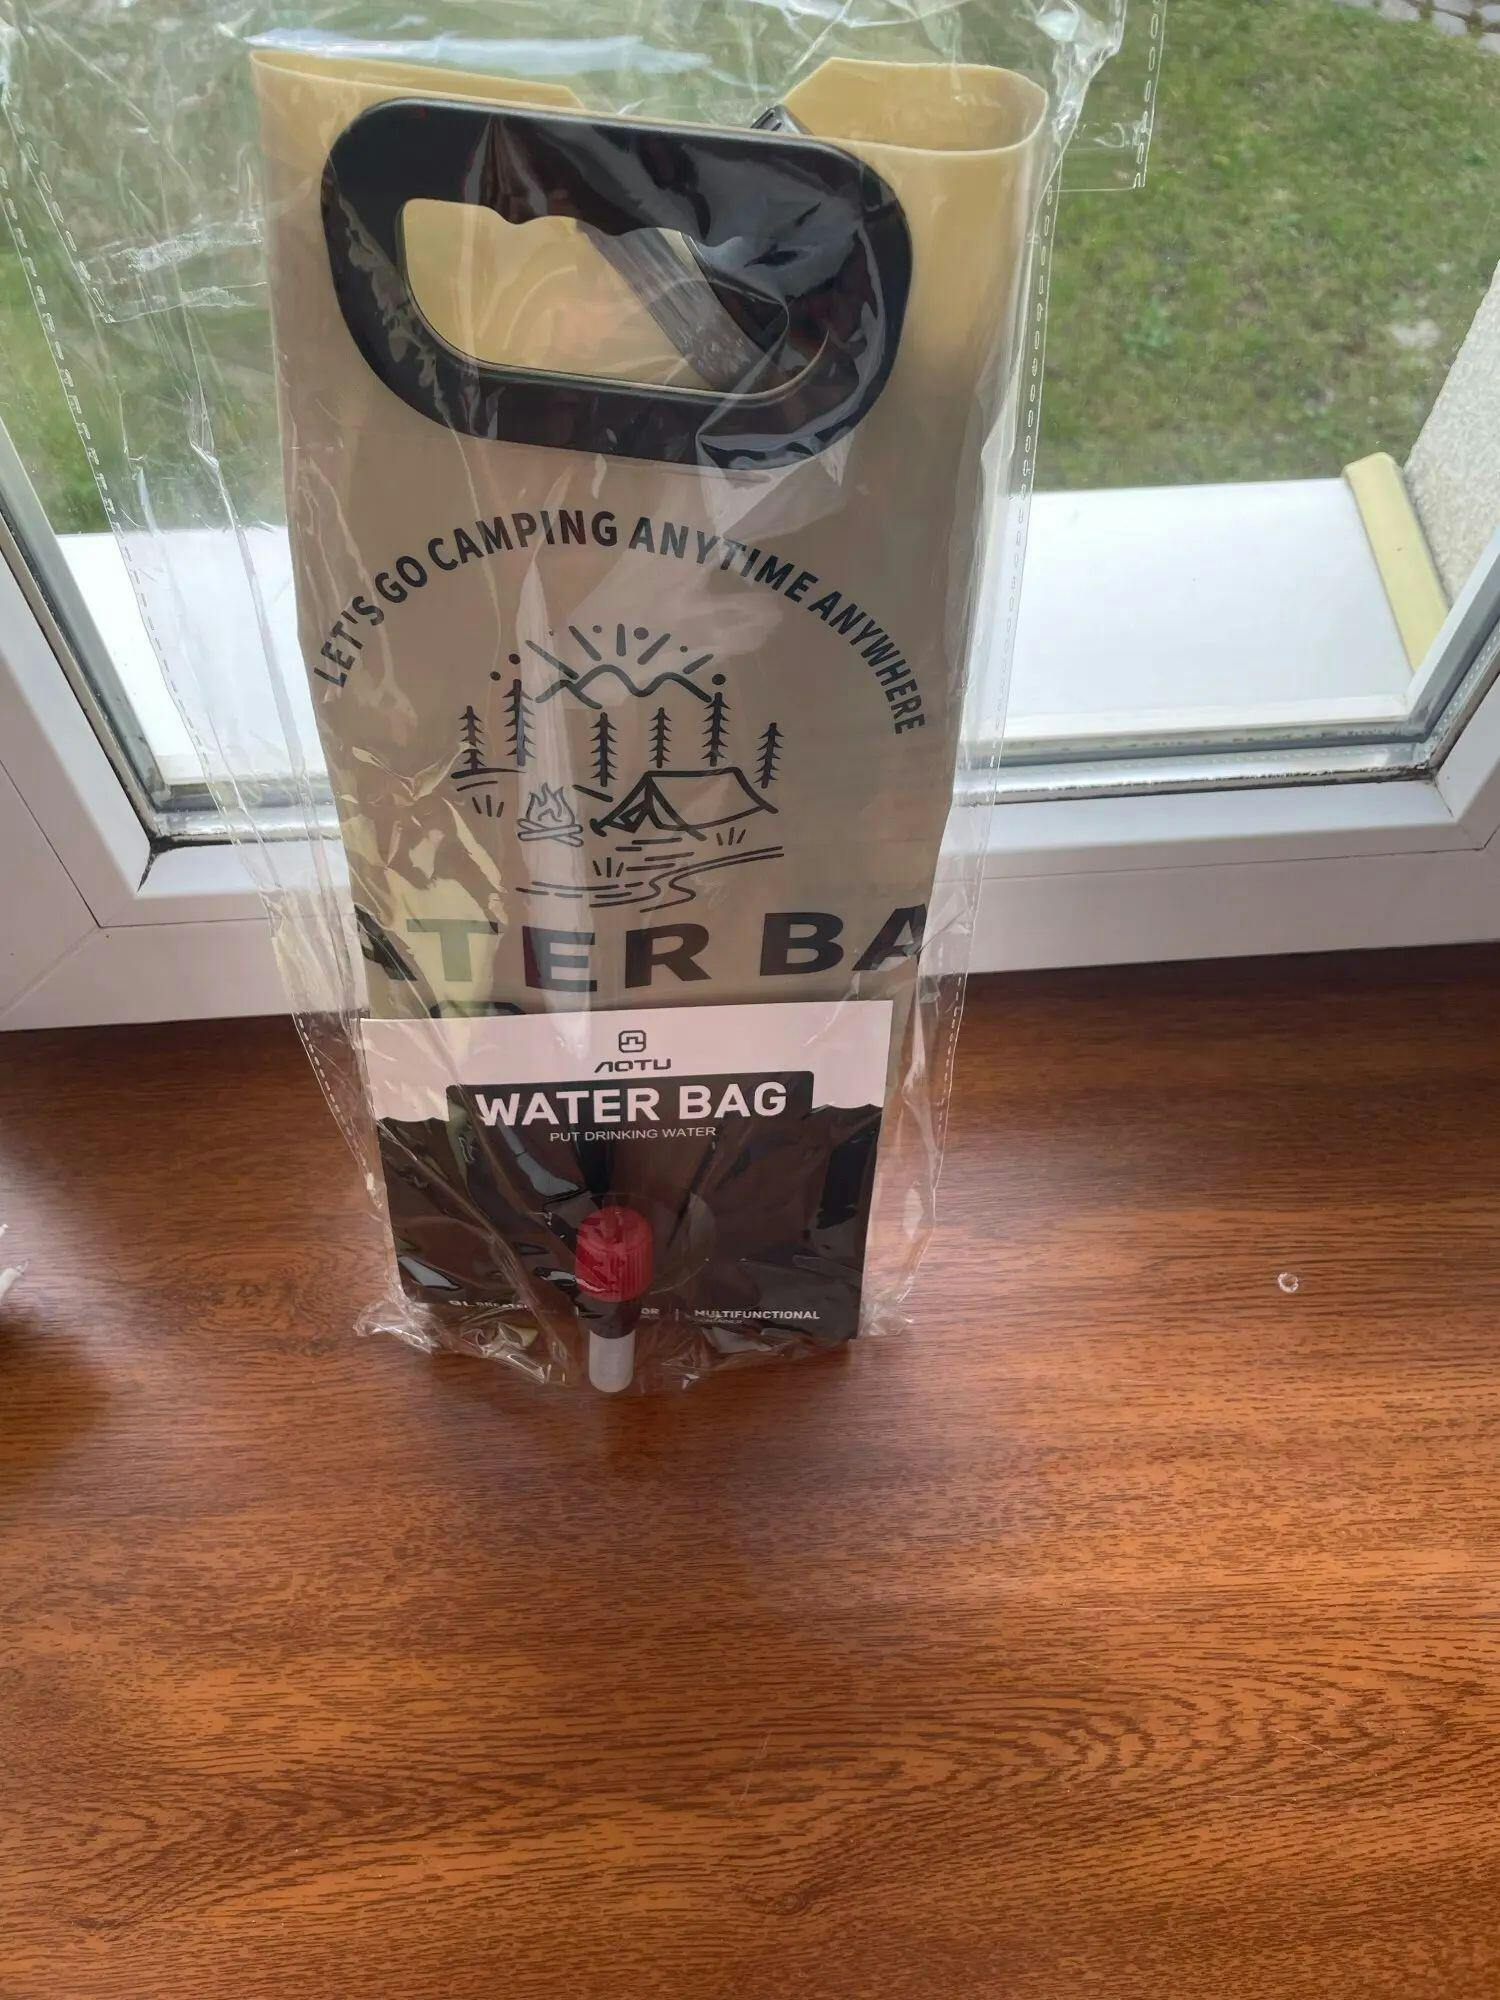 LET'S GO CAMPING ANYTIME ANYWHERE
ATER BA
AOTU
WATER BAG
PUT DRINKING WATER
MULTIFUNCTIONAL